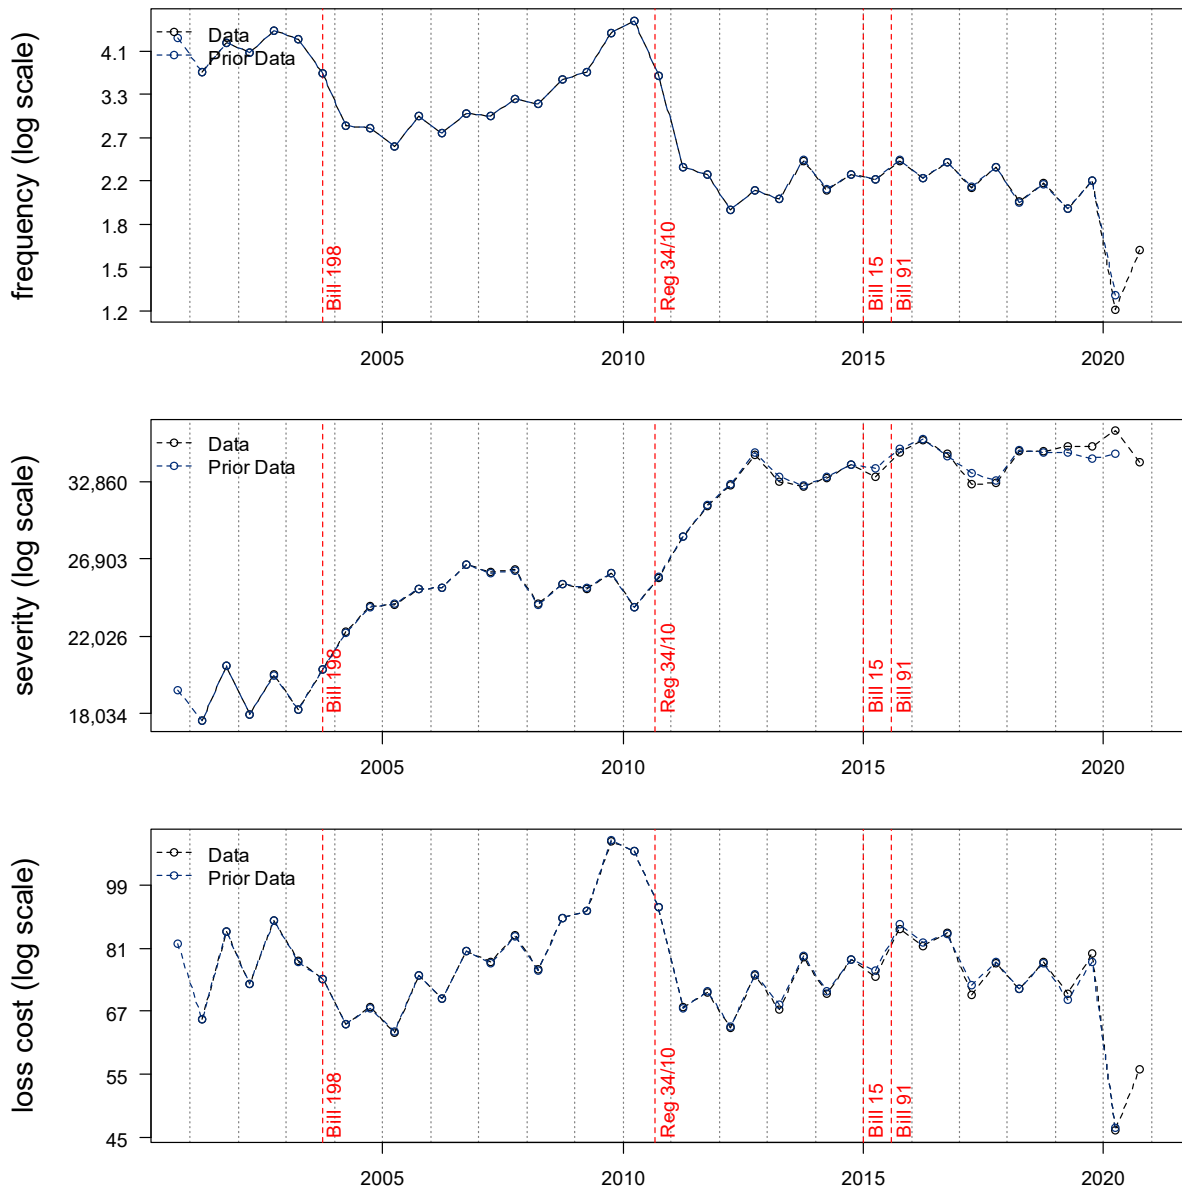 frequency (log scale)
4.1
3.3
2.7
2.2
1.8
1.5
1.2
Data
Prior Data
Bill 198
Reg 34/10
Bill 15
Bill 91
2005
2010
2015
2020
severity (log scale)
32,860
26,903
22,026
18,034
Data
Prior Data
Bill 198
Reg 34/10
Bill 15
Bill 91
2005
2010
2015
2020
loss cost (log scale)
99
81
67
55
45
Data
Prior Data
Bill 198
Reg 34/10
Bill 15
Bill 91
2005
2010
2015
2020